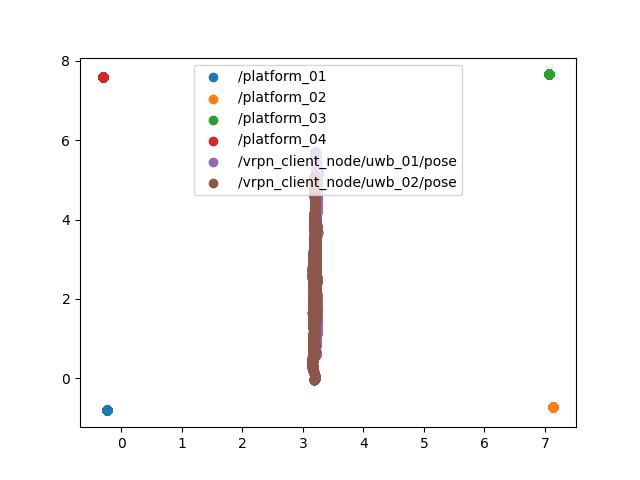 8
6
4
2
0
0
1
2
3
4
5
6
7
/platform_01
/platform_02
/platform_03
/platform_04
/vrpn_client_node/uwb_01/pose
/vrpn_client_node/uwb_02/pose